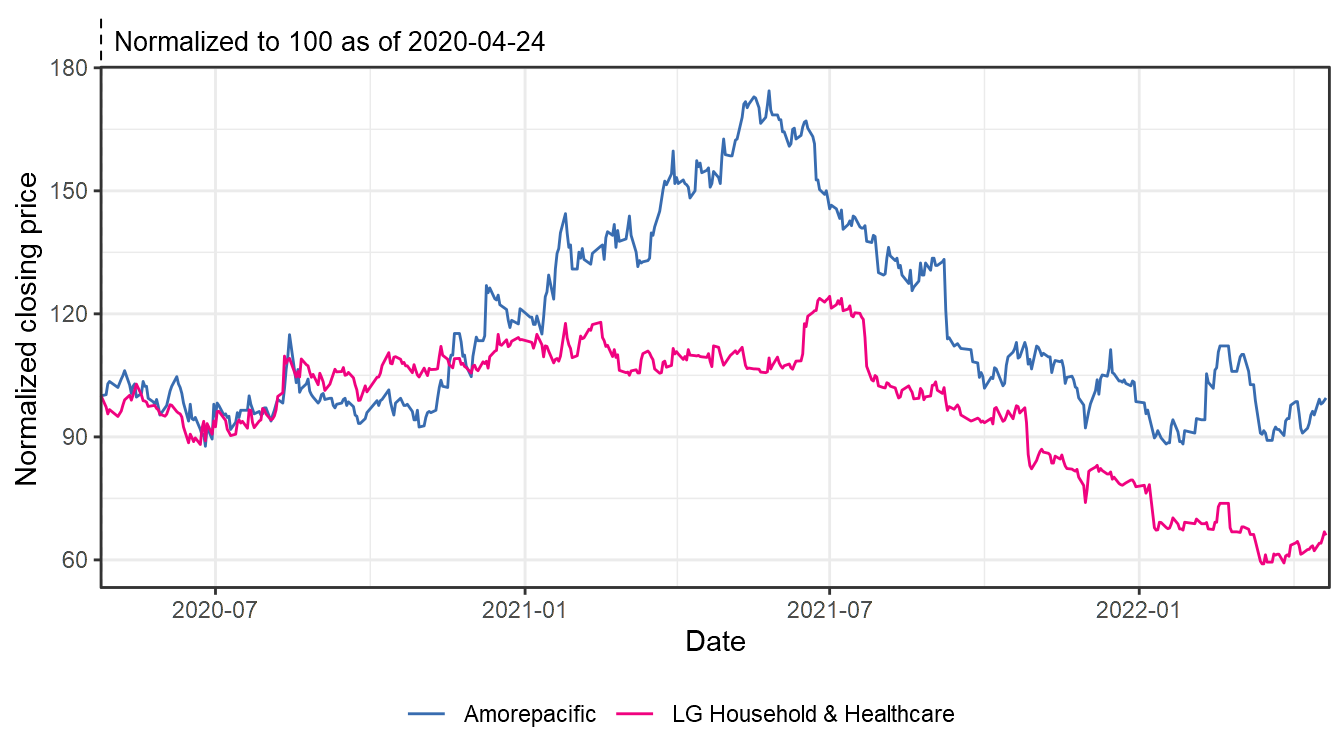 Normalized to 100 as of 2020-04-24
Normalized closing price
180
150
120
90
60
2020-07
2021-01
2021-07
2022-01
Date
Amorepacific
LG Household & Healthcare